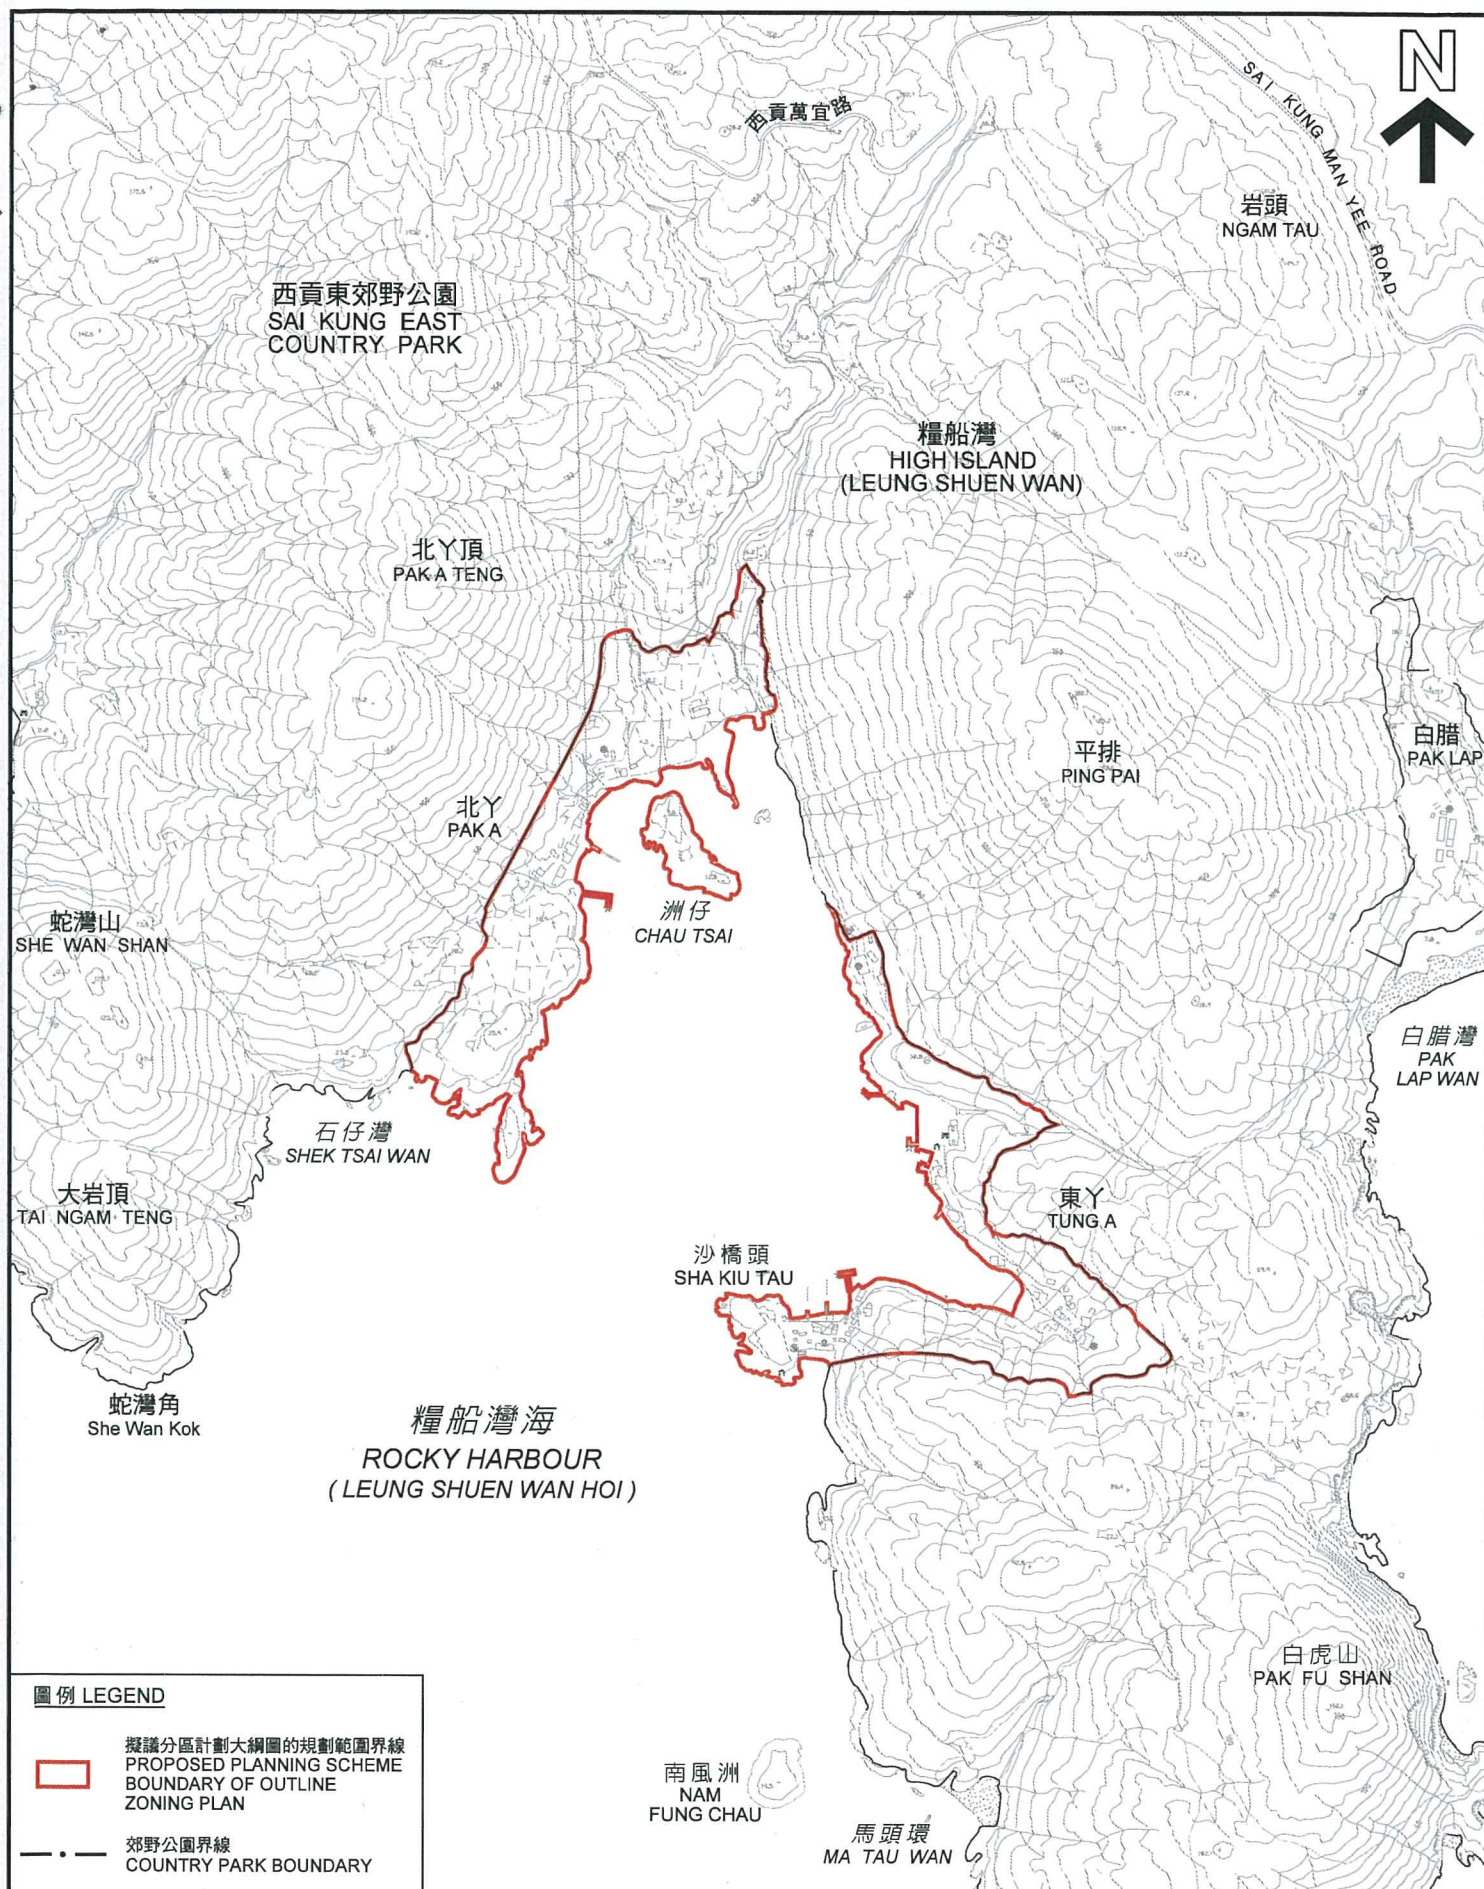 N
西貢萬宜路
SAI KUNG MAN YEE ROAD
岩頭
NGAM TAU
西貢東郊野公園
SAI KUNG EAST
COUNTRY PARK
糧船灣
HIGH ISLAND
(LEUNG SHUEN WAN)
北丫頂
PAK A TENG
白腊
PAK LAP
平排
PING PAI
北丫
PAK A
洲仔
CHAU TSAI
蛇灣山
SHE WAN SHAN
白腊灣
PAK
LAP WAN
石仔灣
SHEK TSAI WAN
大岩頂
TAI NGAM TENG
東丫
TUNG A
沙橋頭
SHA KIU TAU
蛇灣角
She Wan Kok
糧船灣海
ROCKY HARBOUR
( LEUNG SHUEN WAN HOI )
白虎山
PAK FU SHAN
南風洲
NAM
FUNG CHAU
馬頭環
MA TAU WAN
圖例 LEGEND
擬議分區計劃大綱圖的規劃範圍界線
PROPOSED PLANNING SCHEME
BOUNDARY OF OUTLINE
ZONING PLAN
郊野公園界線
COUNTRY PARK BOUNDARY